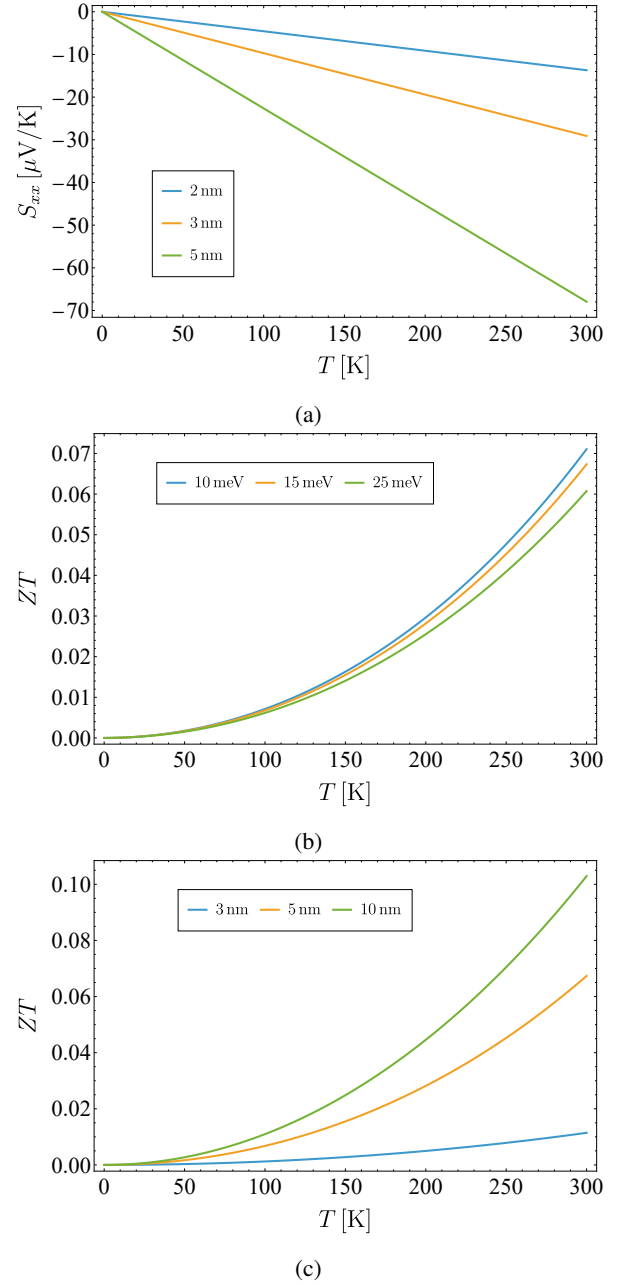 0
−10
−20
−30
−40
−50
−60
−70
S_xx [μV/K]
2 nm
3 nm
5 nm
0 50 100 150 200 250 300
T [K]
(a)
0.07
0.06
0.05
0.04
0.03
0.02
0.01
0.00
ZT
10 meV 15 meV 25 meV
0 50 100 150 200 250 300
T [K]
(b)
0.10
0.08
0.06
0.04
0.02
0.00
ZT
3 nm 5 nm 10 nm
0 50 100 150 200 250 300
T [K]
(c)